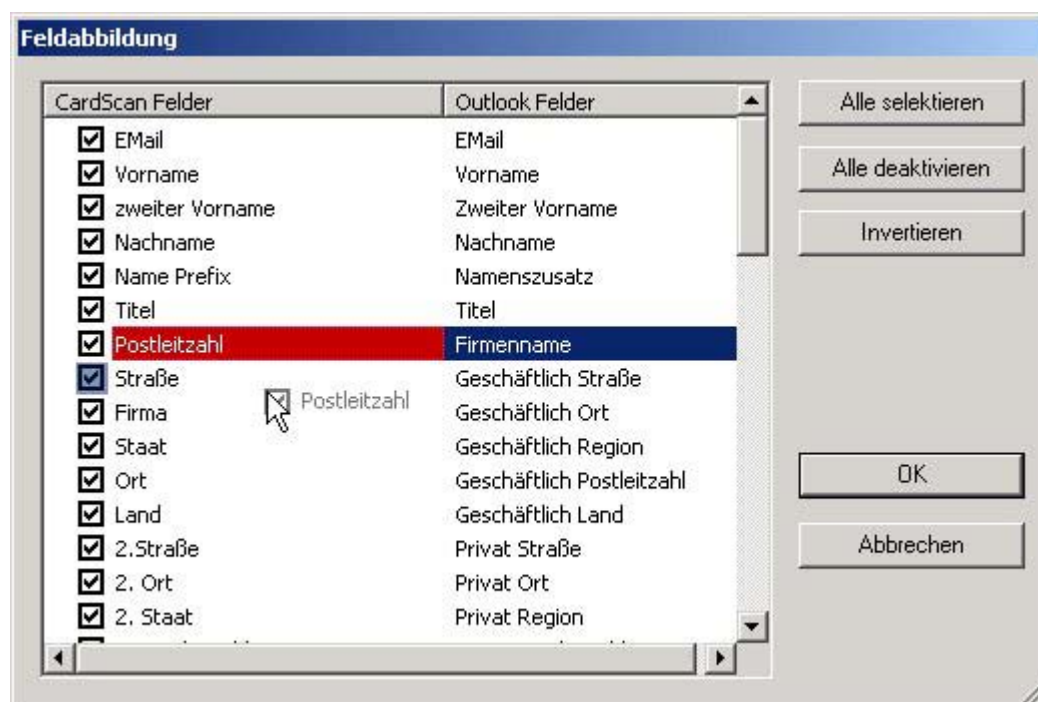 Feldabbildung
CardScan Felder Outlook Felder
EMail EMail
Vorname Vorname
zweiter Vorname Zweiter Vorname
Nachname Nachname
Name Prefix Namenszusatz
Titel Titel
Postleitzahl Firmenname
Straße Geschäftlich Straße
Postleitzahl
Firma Geschäftlich Ort
Staat Geschäftlich Region
Ort Geschäftlich Postleitzahl
Land Geschäftlich Land
2.Straße Privat Straße
2. Ort Privat Ort
2. Staat Privat Region
Alle selektieren
Alle deaktivieren
Invertieren
OK
Abbrechen